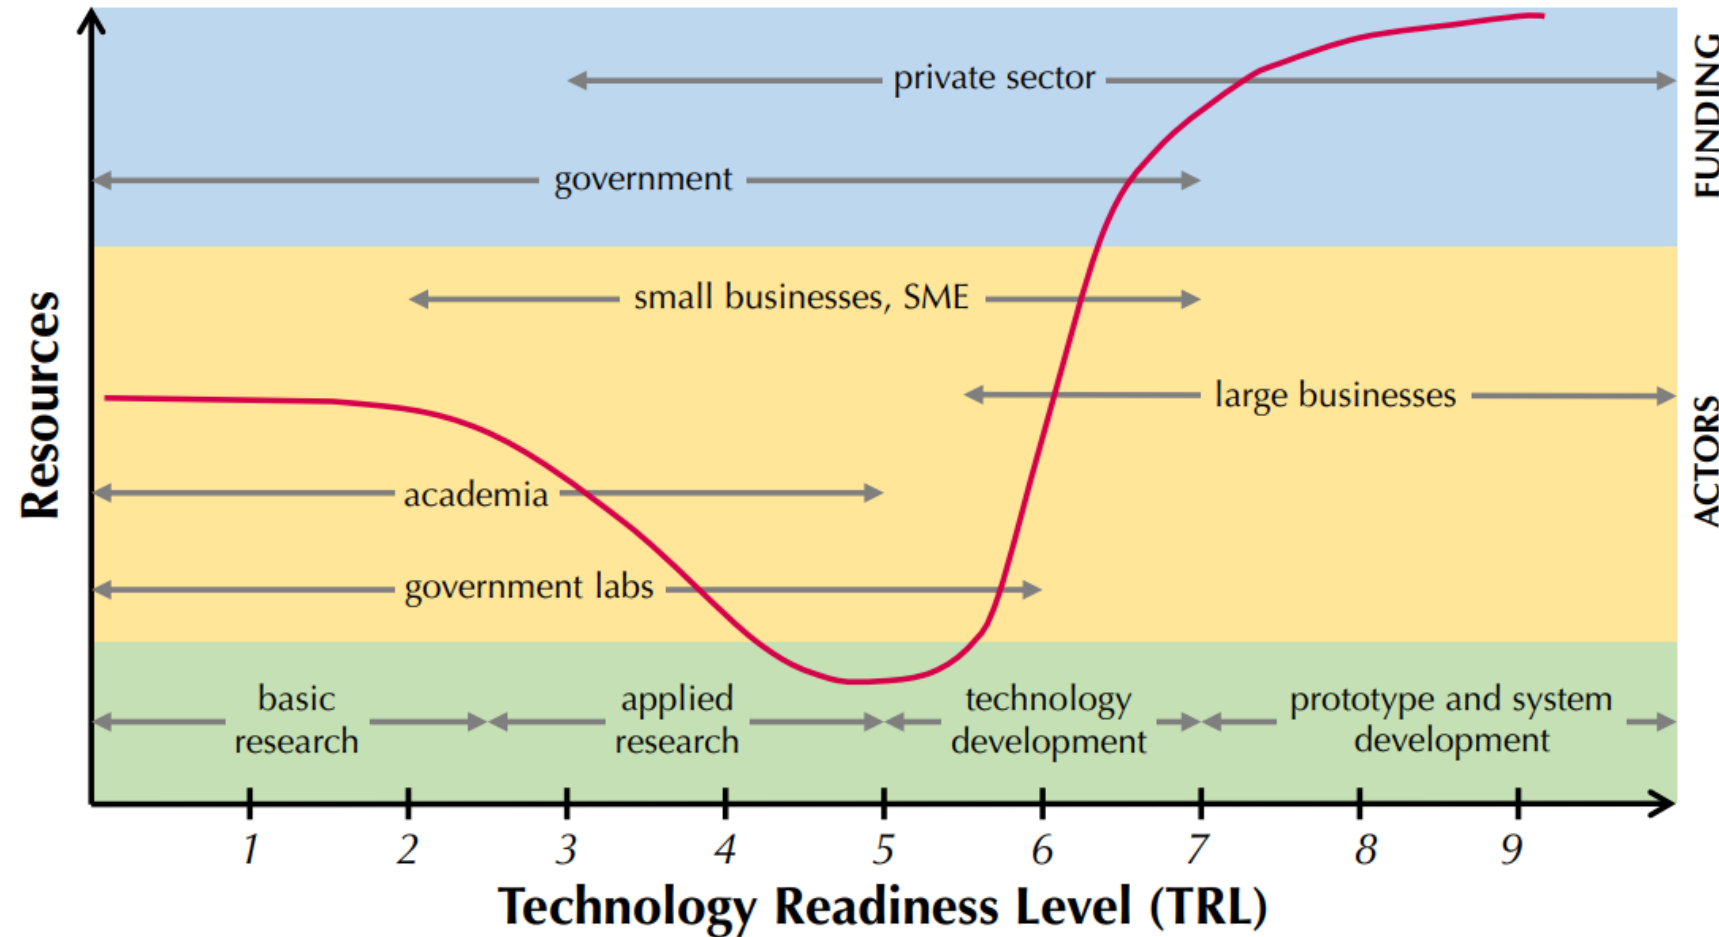 private sector
government
small businesses, SME
large businesses
academia
government labs
basic
research
applied
research
technology
development
prototype and system
development
1 2 3 4 5 6 7 8 9
Technology Readiness Level (TRL)
Resources
FUNDING
ACTORS